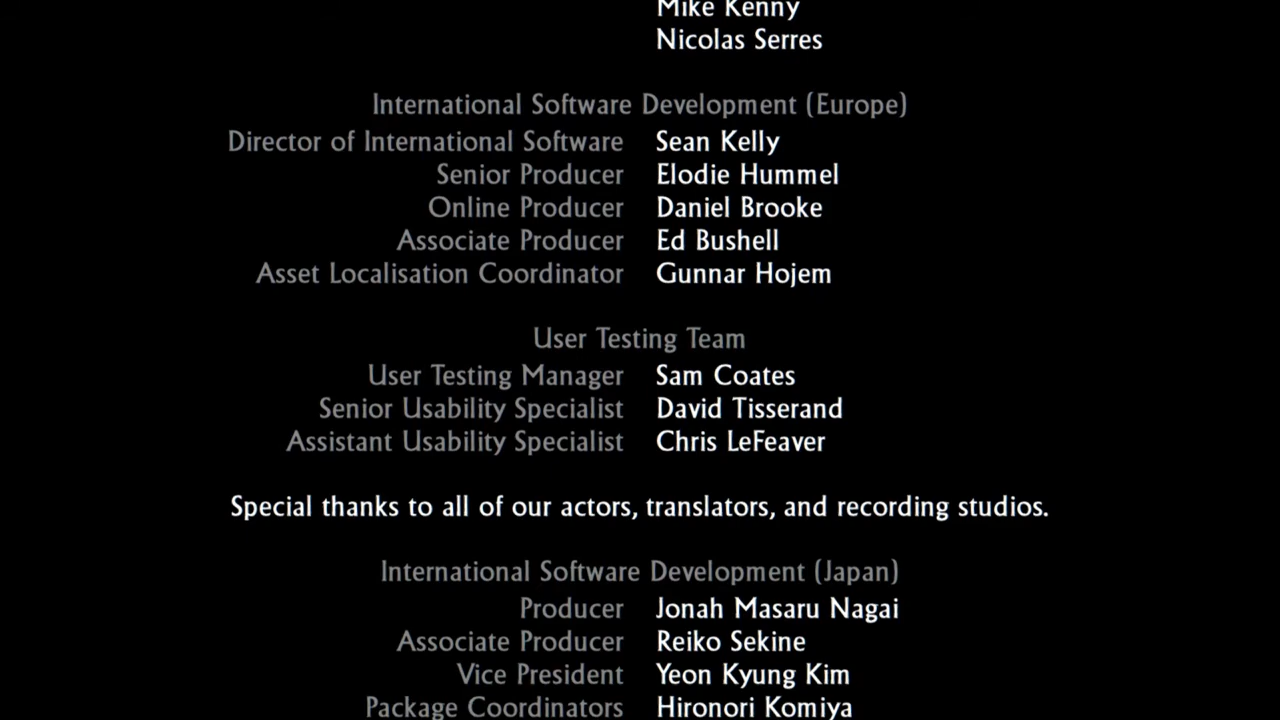 Mike Kenny
Nicolas Serres
International Software Development (Europe)
Director of International Software Sean Kelly
Senior Producer Elodie Hummel
Online Producer Daniel Brooke
Associate Producer Ed Bushell
Asset Localisation Coordinator Gunnar Hojem
User Testing Team
User Testing Manager Sam Coates
Senior Usability Specialist David Tisserand
Assistant Usability Specialist Chris LeFeaver
Special thanks to all of our actors, translators, and recording studios.
International Software Development (Japan)
Producer Jonah Masaru Nagai
Associate Producer Reiko Sekine
Vice President Yeon Kyung Kim
Package Coordinators Hironori Komiya